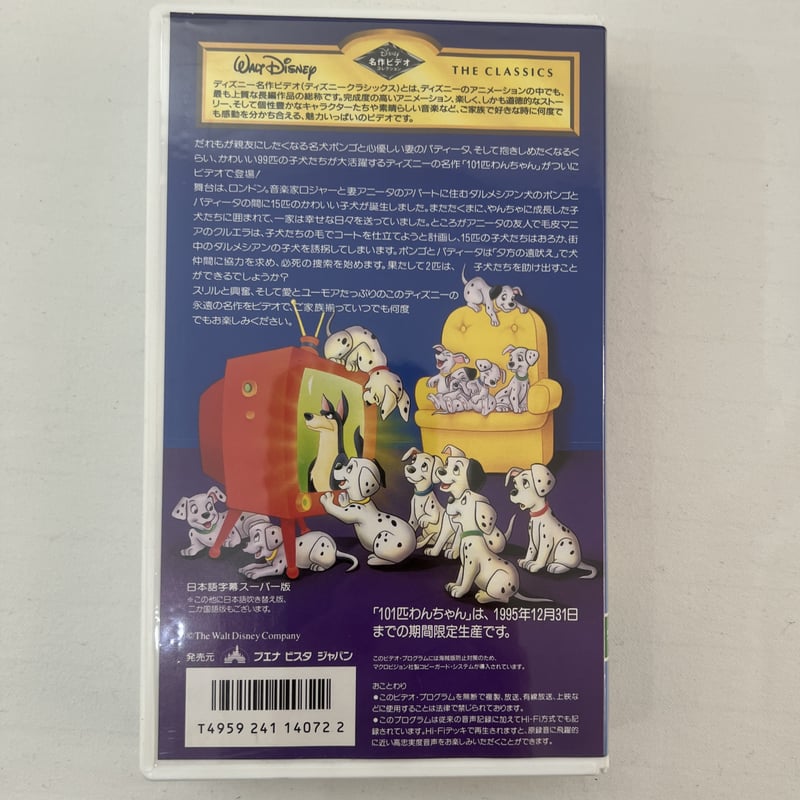 Disney
名作ビデオ
コレクション
WALT DISNEY
THE CLASSICS
ディズニー名作ビデオ(ディズニークラシックス)とは、ディズニーのアニメーションの中でも、
最も上質な長編作品の総称です。完成度の高いアニメーション、楽しく、しかも道徳的なストー
リー、そして個性豊かなキャラクターたちや素晴らしい音楽など、ご家族で好きな時に何度で
も感動を分かち合える、魅力いっぱいのビデオです。
だれもが親友にしたくなる名犬ポンゴと心優しい妻のパディータ、そして抱きしめたくなるく
らい、かわいい99匹の子犬たちが大活躍するディズニーの名作「101匹わんちゃん」がついに
ビデオで登場!
舞台は、ロンドン。音楽家ロジャーと妻アニータのアパートに住むダルメシアン犬のポンゴと
パディータの間に15匹のかわいい子犬が誕生しました。またたくまに、やんちゃに成長した子
犬たちに囲まれて、一家は幸せな日々を送っていました。ところがアニータの友人で毛皮マニ
アのクルエラは、子犬たちの毛でコートを仕立てようと計画し、15匹の子犬たちはおろか、街
中のダルメシアンの子犬を誘拐してしまいます。ポンゴとパディータは「夕方の遠吠え」で犬
仲間に協力を求め、必死の捜索を始めます。果たして2匹は、子犬たちを助け出すこと
ができるでしょうか?
スリルと興奮、そして愛とユーモアたっぷりのこのディズニーの
永遠の名作をビデオで、ご家族揃っていつでも何度
でもお楽しみください。
日本語字幕スーパー版
※この他に日本語吹き替え版、
二か国語版もございます。
「101匹わんちゃん」は、1995年12月31日
までの期間限定生産です。
©The Walt Disney Company
発売元 ブエナ ビスタ ジャパン
このビデオ・プログラムには海賊版防止対策のため、
マクロビジョン社製コピーガード・システムが導入されています。
おことわり
●このビデオ・プログラムを無断で複製、放送、有線放送、上映な
どに使用することは法律で禁じられております。
●このプログラムは従来の音声記録に加えてHi-Fi方式でも記
録されています。Hi-Fiデッキで再生されますと、原録音に飛躍的
に近い高忠実度音声をお楽しみいただくことができます。
T4959 241 14072 2